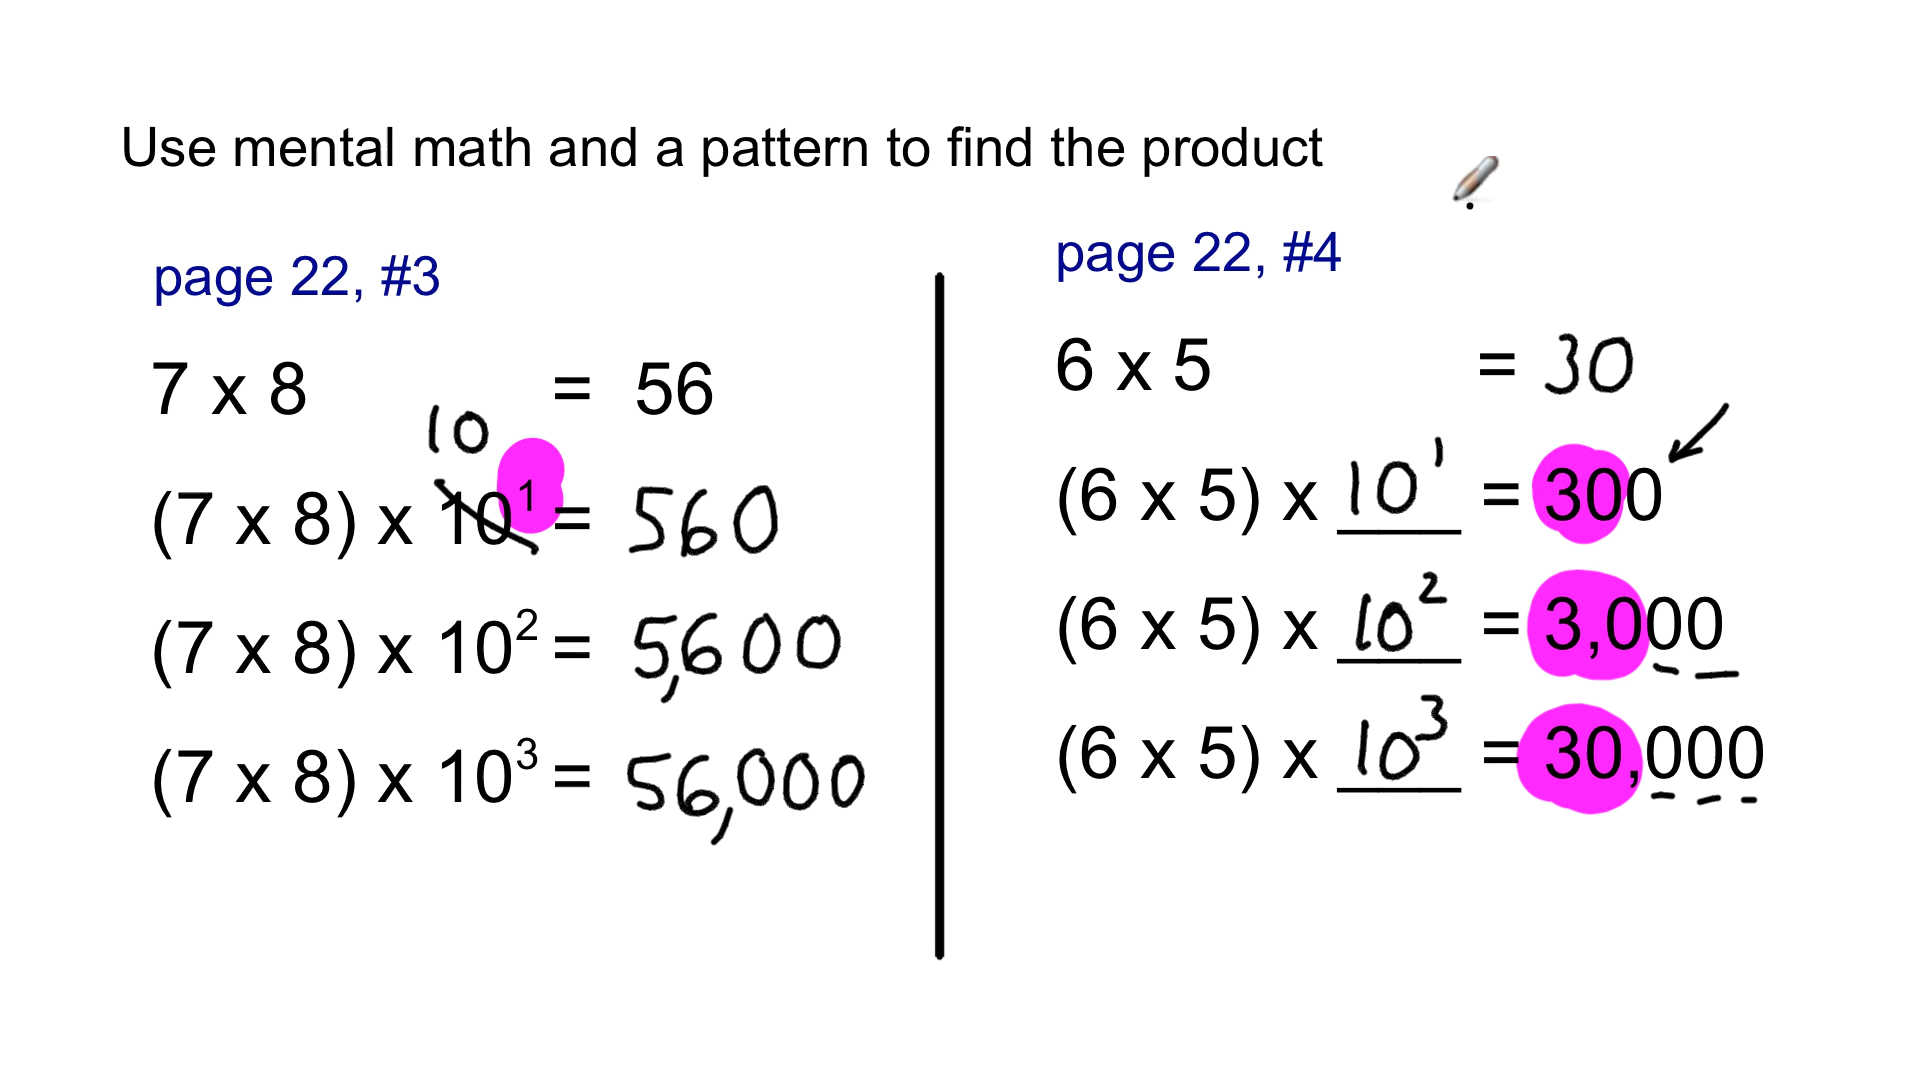 Use mental math and a pattern to find the product
page 22, #3
7 x 8 = 56
10
(7 x 8) x 10¹ = 560
(7 x 8) x 10² = 5,600
(7 x 8) x 10³ = 56,000
page 22, #4
6 x 5 = 30
(6 x 5) x 10¹ = 300
(6 x 5) x 10² = 3,000
(6 x 5) x 10³ = 30,000